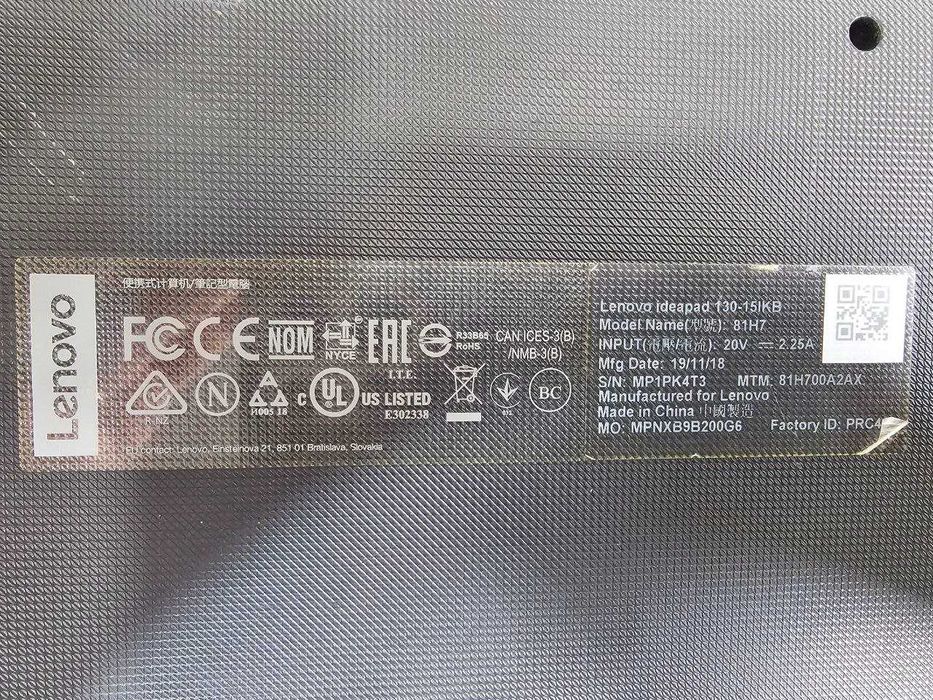 Lenovo
便携式计算机/筆記型電腦
FC CE NOM NYCE EAC R33B65 RoHS CAN ICES-3(B) /NMB-3(B)
I.T.E.
R-NZ N И005 18 c UL US LISTED E302338 BC
EU contact: Lenovo, Einsteinova 21, 851 01 Bratislava, Slovakia
Lenovo ideapad 130-15IKB
Model Name(型號): 81H7
INPUT(電壓/電流): 20V ⎓ 2.25A
Mfg Date: 19/11/18
S/N: MP1PK4T3 MTM: 81H700A2AX
Manufactured for Lenovo
Made in China 中國製造
MO: MPNXB9B200G6 Factory ID: PRC4